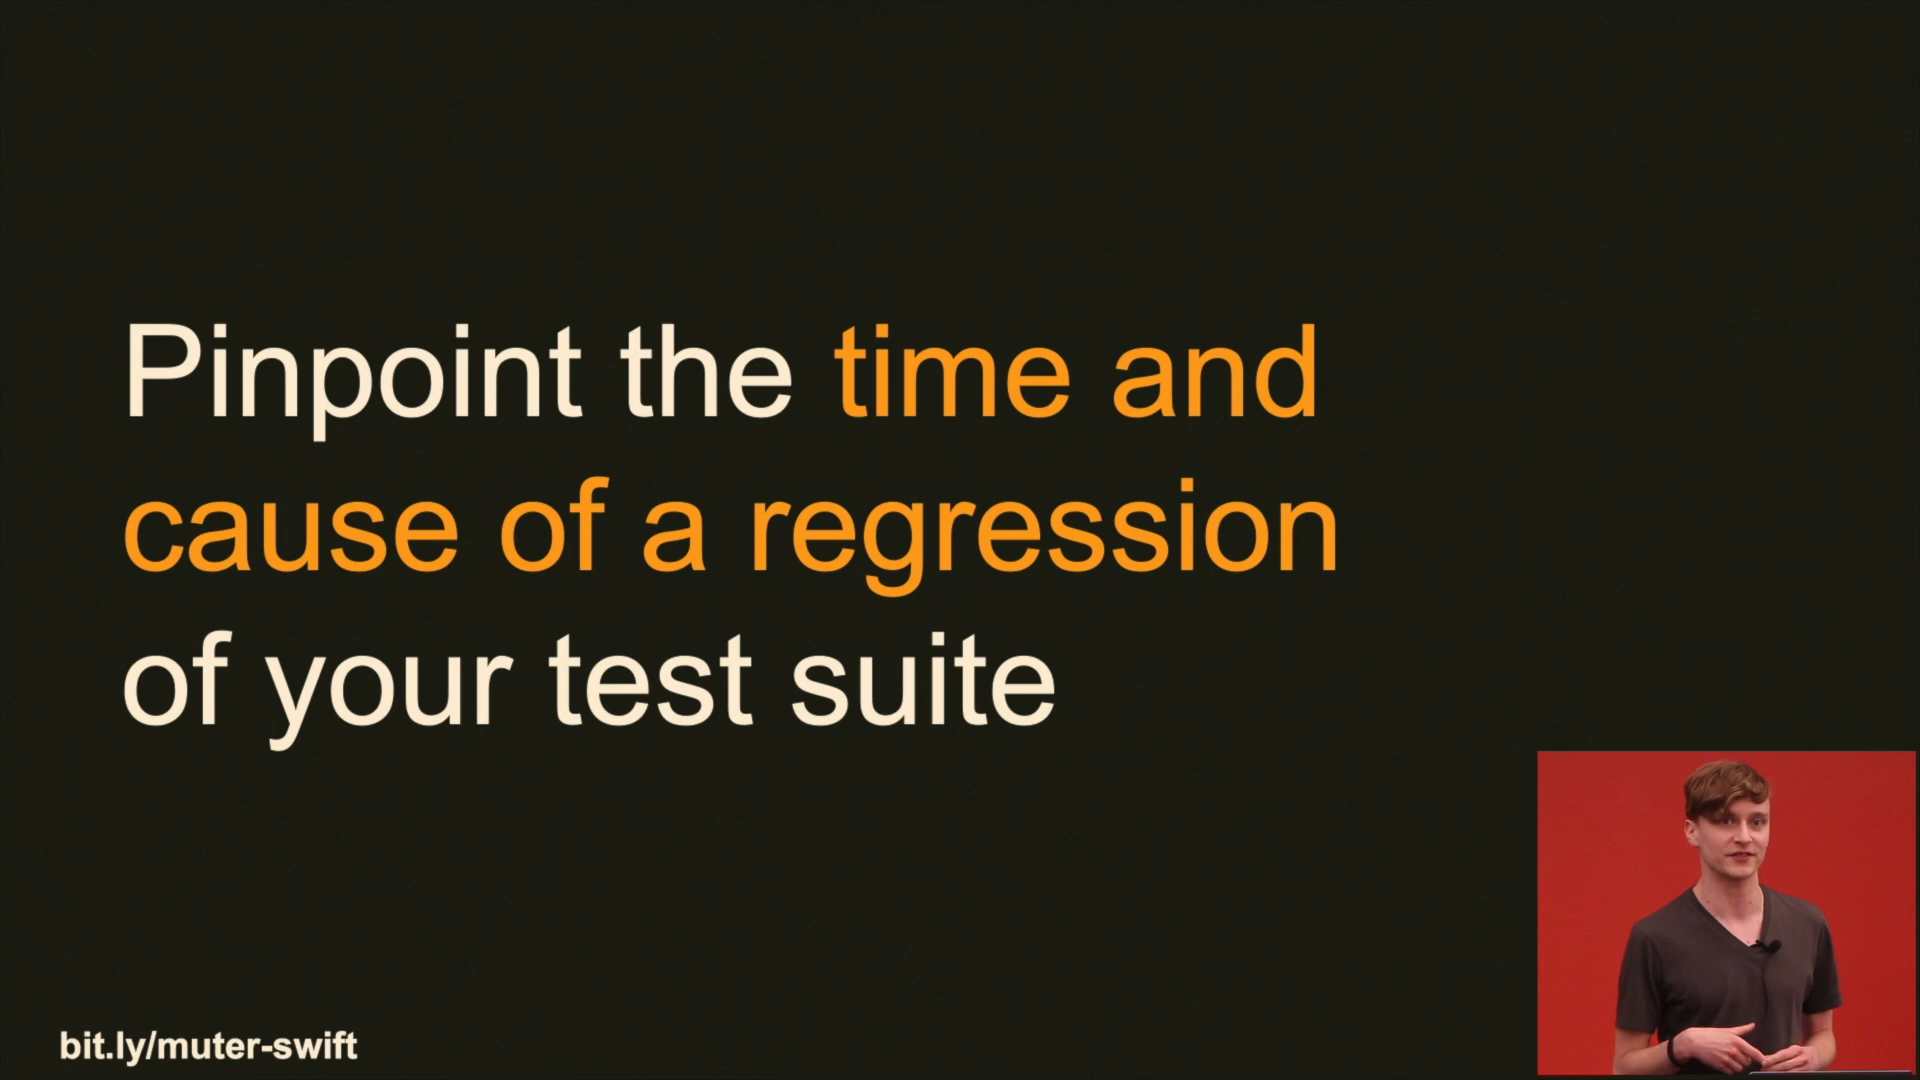 Pinpoint the time and
cause of a regression
of your test suite
bit.ly/muter-swift